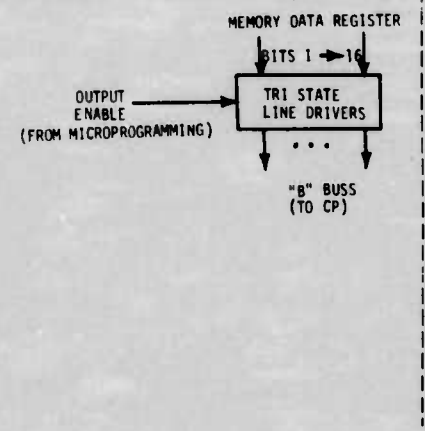 MEMORY DATA REGISTER
BITS 1 → 16
OUTPUT
ENABLE
(FROM MICROPROGRAMMING)
TRI STATE
LINE DRIVERS
• • •
"B" BUSS
(TO CP)